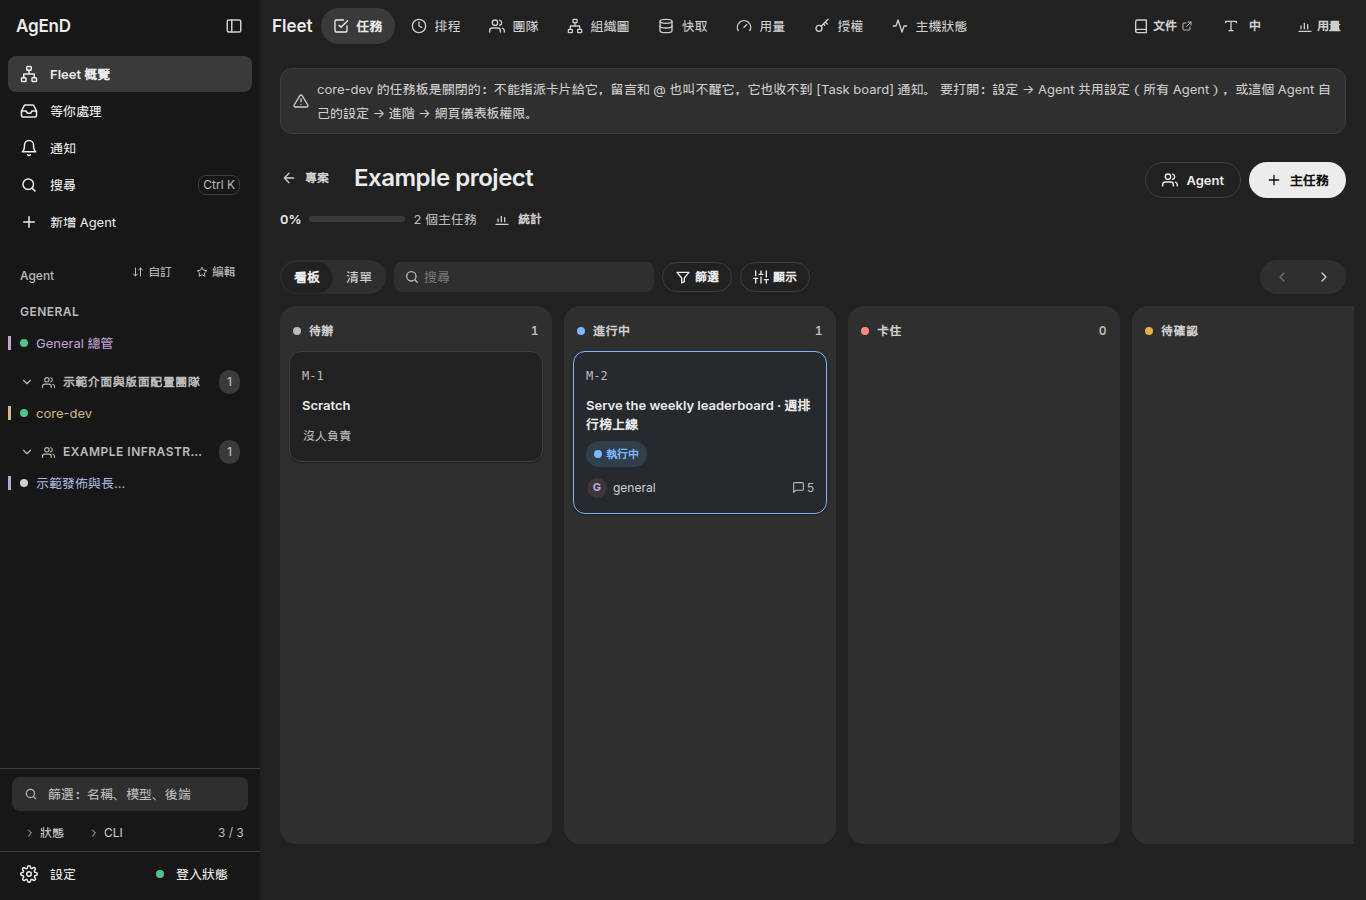 AgEnD
Fleet 概覽
等你處理
通知
搜尋
Ctrl K
新增 Agent
Agent
自訂
編輯
GENERAL
General 總管
示範介面與版面配置團隊
1
core-dev
EXAMPLE INFRASTR...
1
示範發佈與長...
篩選：名稱、模型、後端
狀態
CLI
3 / 3
設定
登入狀態
Fleet
任務
排程
團隊
組織圖
快取
用量
授權
主機狀態
文件
中
用量
core-dev 的任務板是關閉的：不能指派卡片給它，留言和 @ 也叫不醒它，它也收不到 [Task board] 通知。 要打開：設定 → Agent 共用設定（所有 Agent），或這個 Agent 自
己的設定 → 進階 → 網頁儀表板權限。
專案
Example project
Agent
主任務
0%
2 個主任務
統計
看板
清單
搜尋
篩選
顯示
待辦
1
M-1
Scratch
沒人負責
進行中
1
M-2
Serve the weekly leaderboard · 週排
行榜上線
執行中
G
general
5
卡住
0
待確認